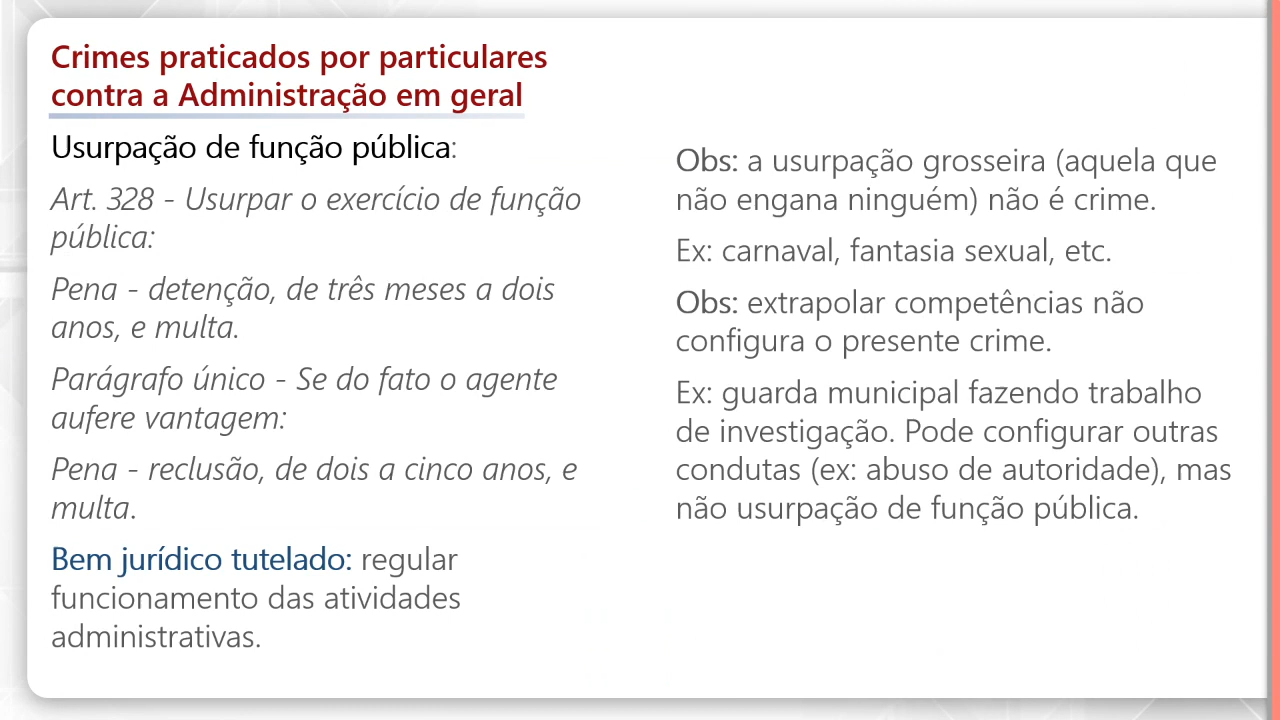 Crimes praticados por particulares
contra a Administração em geral
Usurpação de função pública:
Art. 328 - Usurpar o exercício de função
pública:
Pena - detenção, de três meses a dois
anos, e multa.
Parágrafo único - Se do fato o agente
aufere vantagem:
Pena - reclusão, de dois a cinco anos, e
multa.
Bem jurídico tutelado: regular
funcionamento das atividades
administrativas.
Obs: a usurpação grosseira (aquela que
não engana ninguém) não é crime.
Ex: carnaval, fantasia sexual, etc.
Obs: extrapolar competências não
configura o presente crime.
Ex: guarda municipal fazendo trabalho
de investigação. Pode configurar outras
condutas (ex: abuso de autoridade), mas
não usurpação de função pública.